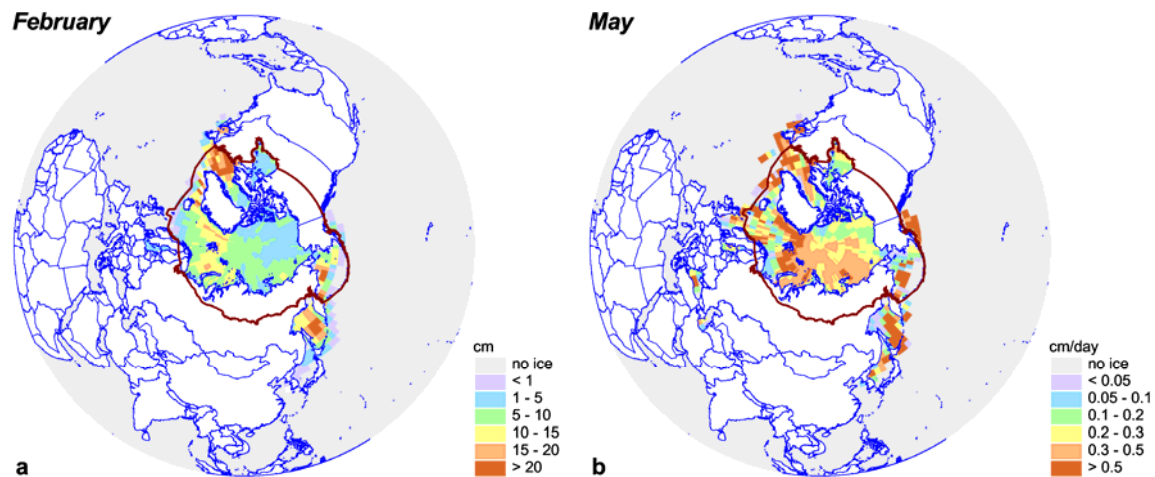 February
cm
no ice
< 1
1 - 5
5 - 10
10 - 15
15 - 20
> 20
a
May
cm/day
no ice
< 0.05
0.05 - 0.1
0.1 - 0.2
0.2 - 0.3
0.3 - 0.5
> 0.5
b